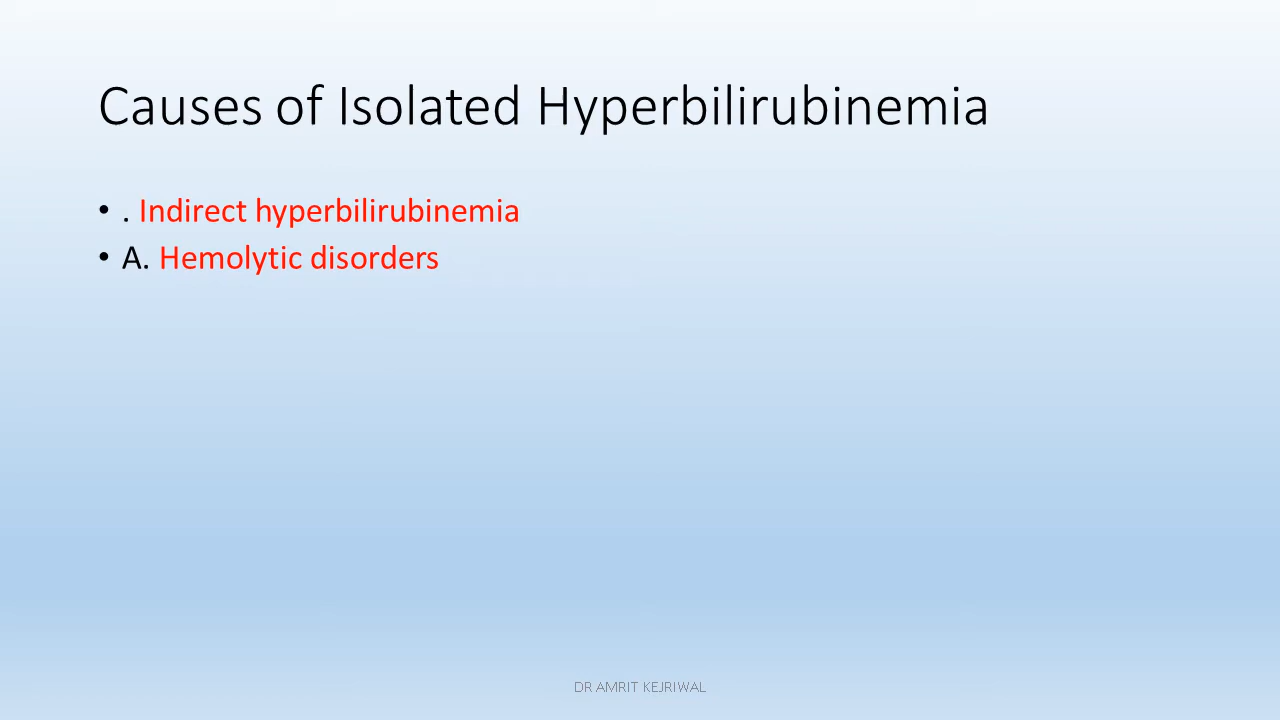 Causes of Isolated Hyperbilirubinemia
• . Indirect hyperbilirubinemia
• A. Hemolytic disorders
DR AMRIT KEJRIWAL